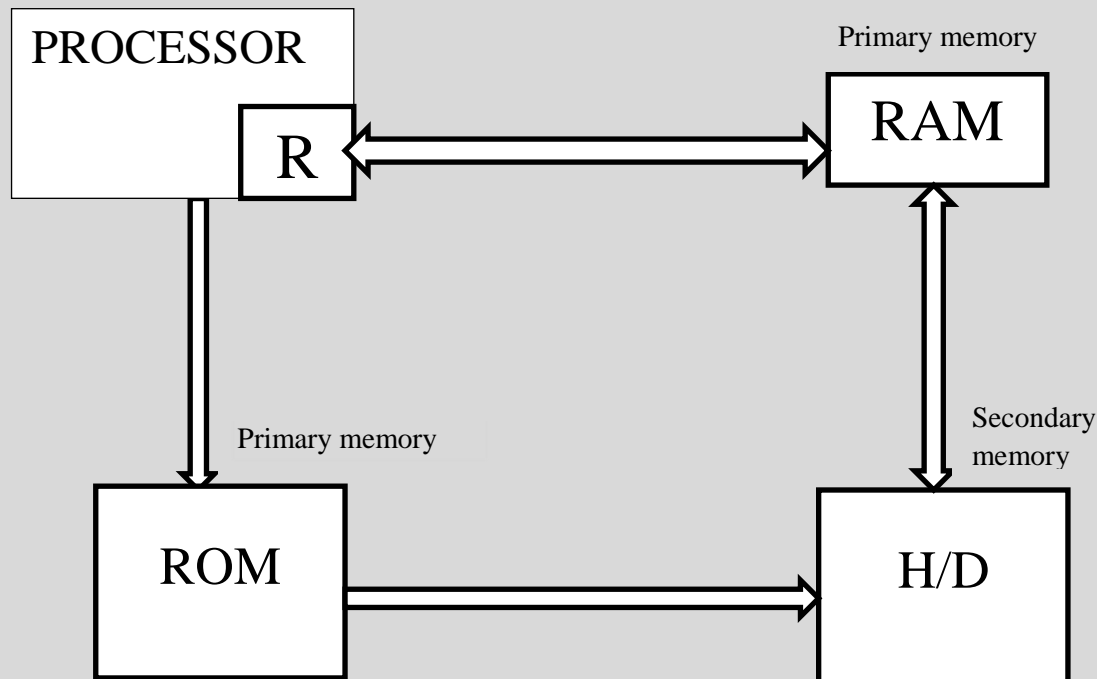 PROCESSOR
R
Primary memory
RAM
Primary memory
Secondary
memory
ROM
H/D